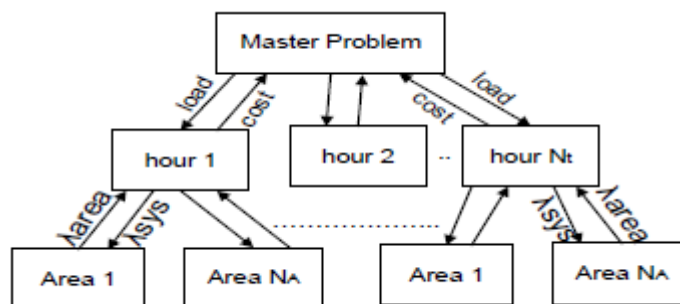 Master Problem
load
cost
cost
load
hour 1
hour 2
..
hour Nt
λarea
λsys
λsys
λarea
Area 1
Area NA
Area 1
Area NA